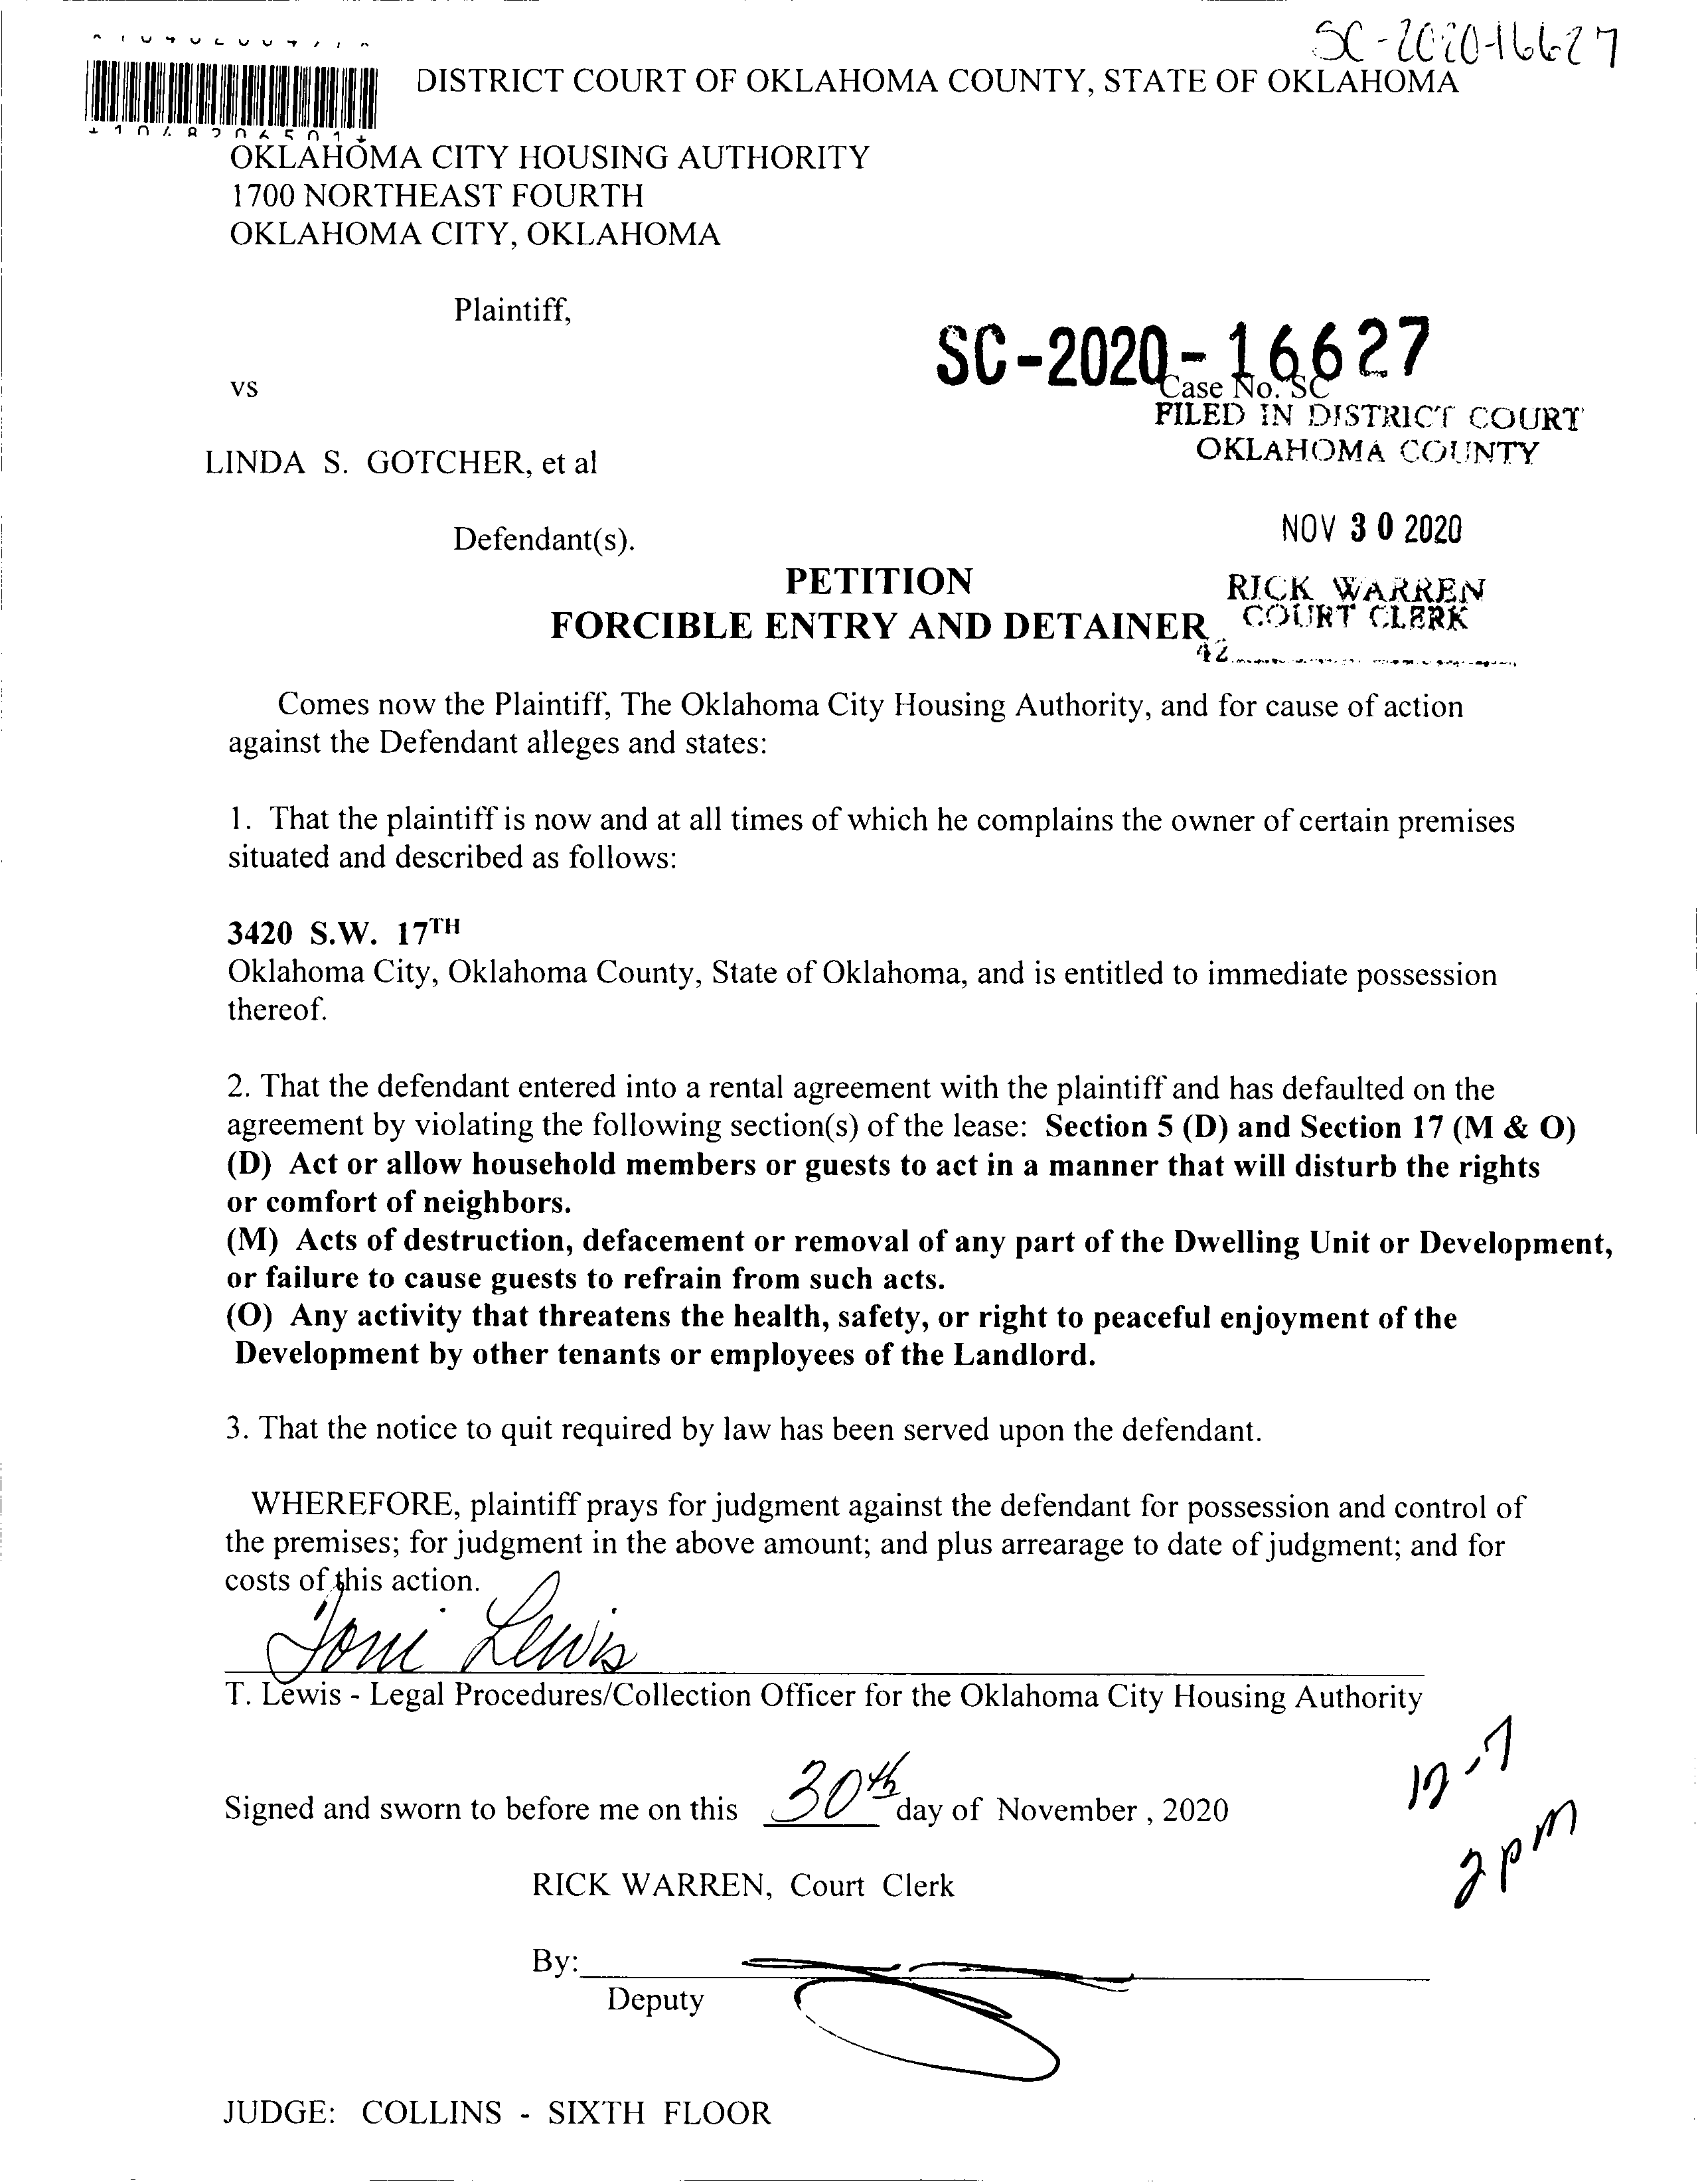 SC-2020-16627
DISTRICT COURT OF OKLAHOMA COUNTY, STATE OF OKLAHOMA
OKLAHOMA CITY HOUSING AUTHORITY
1700 NORTHEAST FOURTH
OKLAHOMA CITY, OKLAHOMA
Plaintiff,
SC-2020-16627
vs
Case No. SC
FILED IN DISTRICT COURT
OKLAHOMA COUNTY
LINDA S. GOTCHER, et al
NOV 30 2020
Defendant(s).
PETITION
RICK WARREN
FORCIBLE ENTRY AND DETAINER
COURT CLERK
42
Comes now the Plaintiff, The Oklahoma City Housing Authority, and for cause of action
against the Defendant alleges and states:
1. That the plaintiff is now and at all times of which he complains the owner of certain premises
situated and described as follows:
3420 S.W. 17TH
Oklahoma City, Oklahoma County, State of Oklahoma, and is entitled to immediate possession
thereof.
2. That the defendant entered into a rental agreement with the plaintiff and has defaulted on the
agreement by violating the following section(s) of the lease: Section 5 (D) and Section 17 (M & O)
(D) Act or allow household members or guests to act in a manner that will disturb the rights
or comfort of neighbors.
(M) Acts of destruction, defacement or removal of any part of the Dwelling Unit or Development,
or failure to cause guests to refrain from such acts.
(O) Any activity that threatens the health, safety, or right to peaceful enjoyment of the
Development by other tenants or employees of the Landlord.
3. That the notice to quit required by law has been served upon the defendant.
WHEREFORE, plaintiff prays for judgment against the defendant for possession and control of
the premises; for judgment in the above amount; and plus arrearage to date of judgment; and for
costs of this action.
Toni Lewis
T. Lewis - Legal Procedures/Collection Officer for the Oklahoma City Housing Authority
12-7
2pm
Signed and sworn to before me on this 30th day of November , 2020
RICK WARREN, Court Clerk
By:
Deputy
JUDGE: COLLINS - SIXTH FLOOR